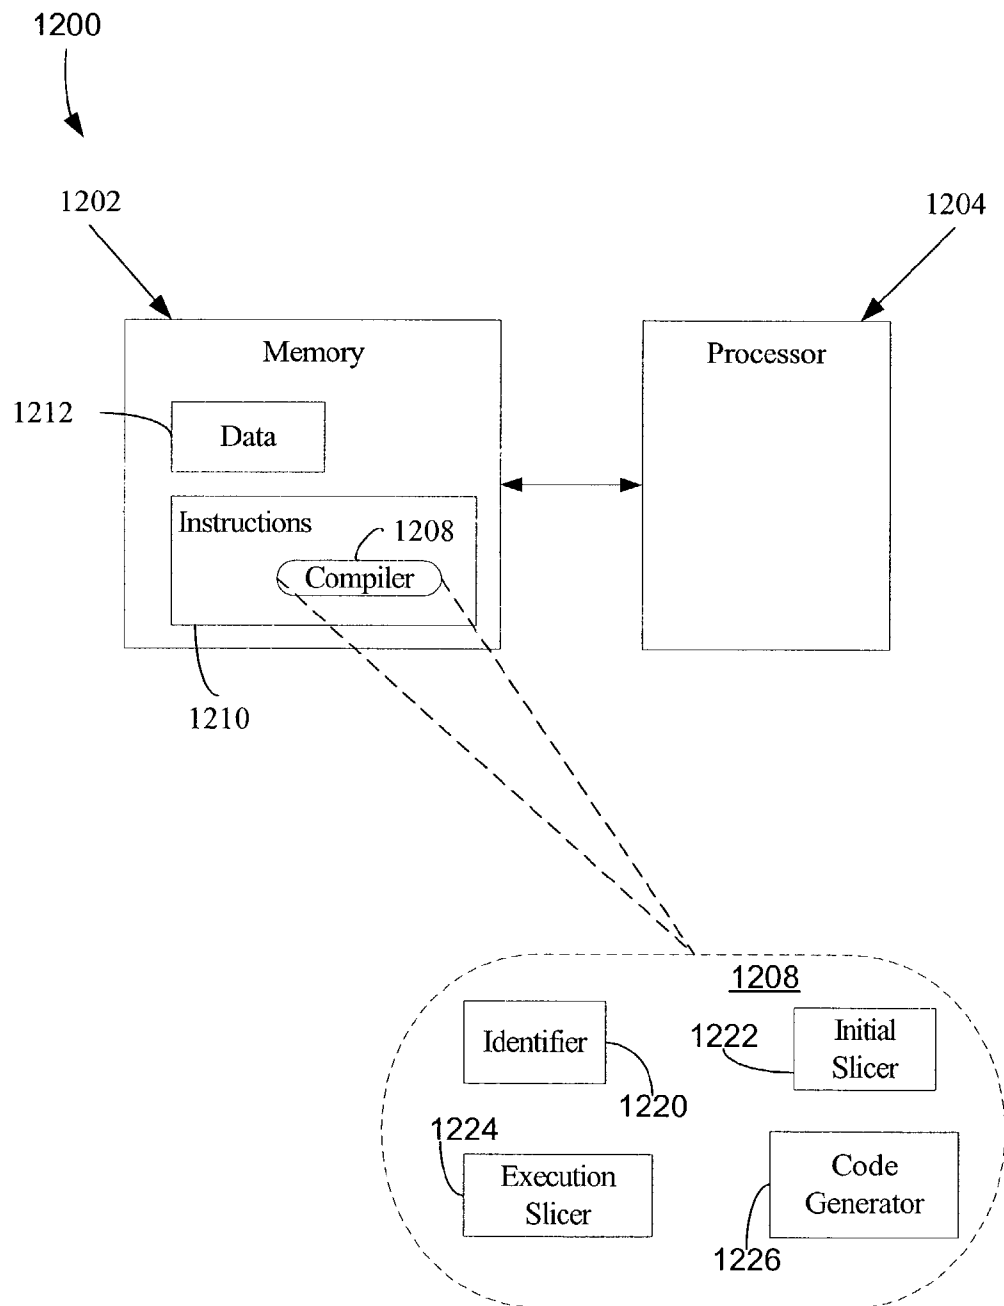 1200
1202
1204
Memory
Processor
1212
Data
Instructions
1208
Compiler
1210
1208
Identifier
1222
Initial
Slicer
1220
1224
Execution
Slicer
Code
Generator
1226